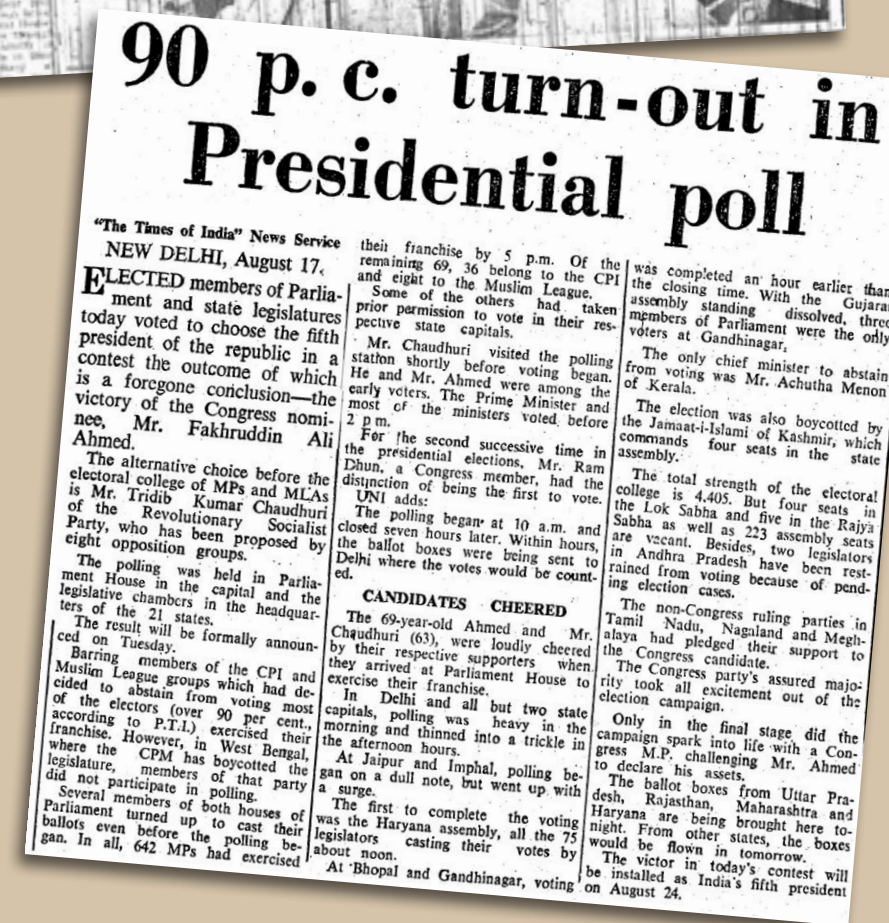 90 p. c. turn-out in
Presidential poll
"The Times of India" News Service
NEW DELHI, August 17.
ELECTED members of Parlia-
ment and state legislatures
today voted to choose the fifth
president of the republic in a
contest the outcome of which
is a foregone conclusion—the
victory of the Congress nomi-
nee, Mr. Fakhruddin Ali
Ahmed.
The alternative choice before the
electoral college of MPs and MLAs
is Mr. Tridib Kumar Chaudhuri
of the Revolutionary Socialist
Party, who has been proposed by
eight opposition groups.
The polling was held in Parlia-
ment House in the capital and the
legislative chambers in the headquar-
ters of the 21 states.
The result will be formally announ-
ced on Tuesday.
Barring members of the CPI and
Muslim League groups which had de-
cided to abstain from voting most
of the electors (over 90 per cent.,
according to P.T.I.) exercised their
franchise. However, in West Bengal,
where the CPM has boycotted the
legislature, members of that party
did not participate in polling.
Several members of both houses of
Parliament turned up to cast their
ballots even before the polling be-
gan. In all, 642 MPs had exercised
their franchise by 5 p.m. Of the
remaining 69, 36 belong to the CPI
and eight to the Muslim League.
Some of the others had taken
prior permission to vote in their res-
pective state capitals.
Mr. Chaudhuri visited the polling
station shortly before voting began.
He and Mr. Ahmed were among the
early voters. The Prime Minister and
most of the ministers voted before
2 p m.
For the second successive time in
the presidential elections, Mr. Ram
Dhun, a Congress member, had the
distinction of being the first to vote.
UNI adds:
The polling began at 10 a.m. and
closed seven hours later. Within hours,
the ballot boxes were being sent to
Delhi where the votes would be count-
ed.
CANDIDATES CHEERED
The 69-year-old Ahmed and Mr.
Chaudhuri (63), were loudly cheered
by their respective supporters when
they arrived at Parliament House to
exercise their franchise.
In Delhi and all but two state
capitals, polling was heavy in the
morning and thinned into a trickle in
the afternoon hours.
At Jaipur and Imphal, polling be-
gan on a dull note, but went up with
a surge.
The first to complete the voting
was the Haryana assembly, all the 75
legislators casting their votes by
about noon.
At Bhopal and Gandhinagar, voting
was completed an hour earlier than
the closing time. With the Gujarat
assembly standing dissolved, three
members of Parliament were the only
voters at Gandhinagar.
The only chief minister to abstain
from voting was Mr. Achutha Menon
of Kerala.
The election was also boycotted by
the Jamaat-i-Islami of Kashmir, which
commands four seats in the state
assembly.
The total strength of the electoral
college is 4,405. But four seats in
the Lok Sabha and five in the Rajya
Sabha as well as 223 assembly seats
are vacant. Besides, two legislators
in Andhra Pradesh have been rest-
rained from voting because of pend-
ing election cases.
The non-Congress ruling parties in
Tamil Nadu, Nagaland and Megh-
alaya had pledged their support to
the Congress candidate.
The Congress party's assured majo-
rity took all excitement out of the
election campaign.
Only in the final stage did the
campaign spark into life with a Con-
gress M.P. challenging Mr. Ahmed
to declare his assets.
The ballot boxes from Uttar Pra-
desh, Rajasthan, Maharashtra and
Haryana are being brought here to-
night. From other states, the boxes
would be flown in tomorrow.
The victor in today's contest will
be installed as India's fifth president
on August 24.